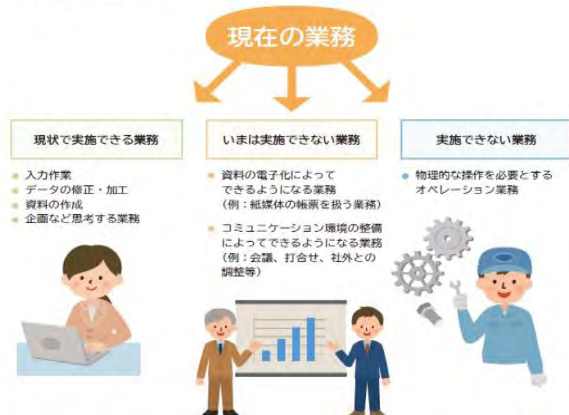 現在の業務
現状で実施できる業務
入力作業
データの修正・加工
資料の作成
企画など思考する業務
いまは実施できない業務
資料の電子化によって
できるようになる業務
(例：紙媒体の帳票を扱う業務)
コミュニケーション環境の整備
によってできるようになる業務
(例：会議、打合せ、社外との
調整等)
実施できない業務
物理的な操作を必要とする
オペレーション業務